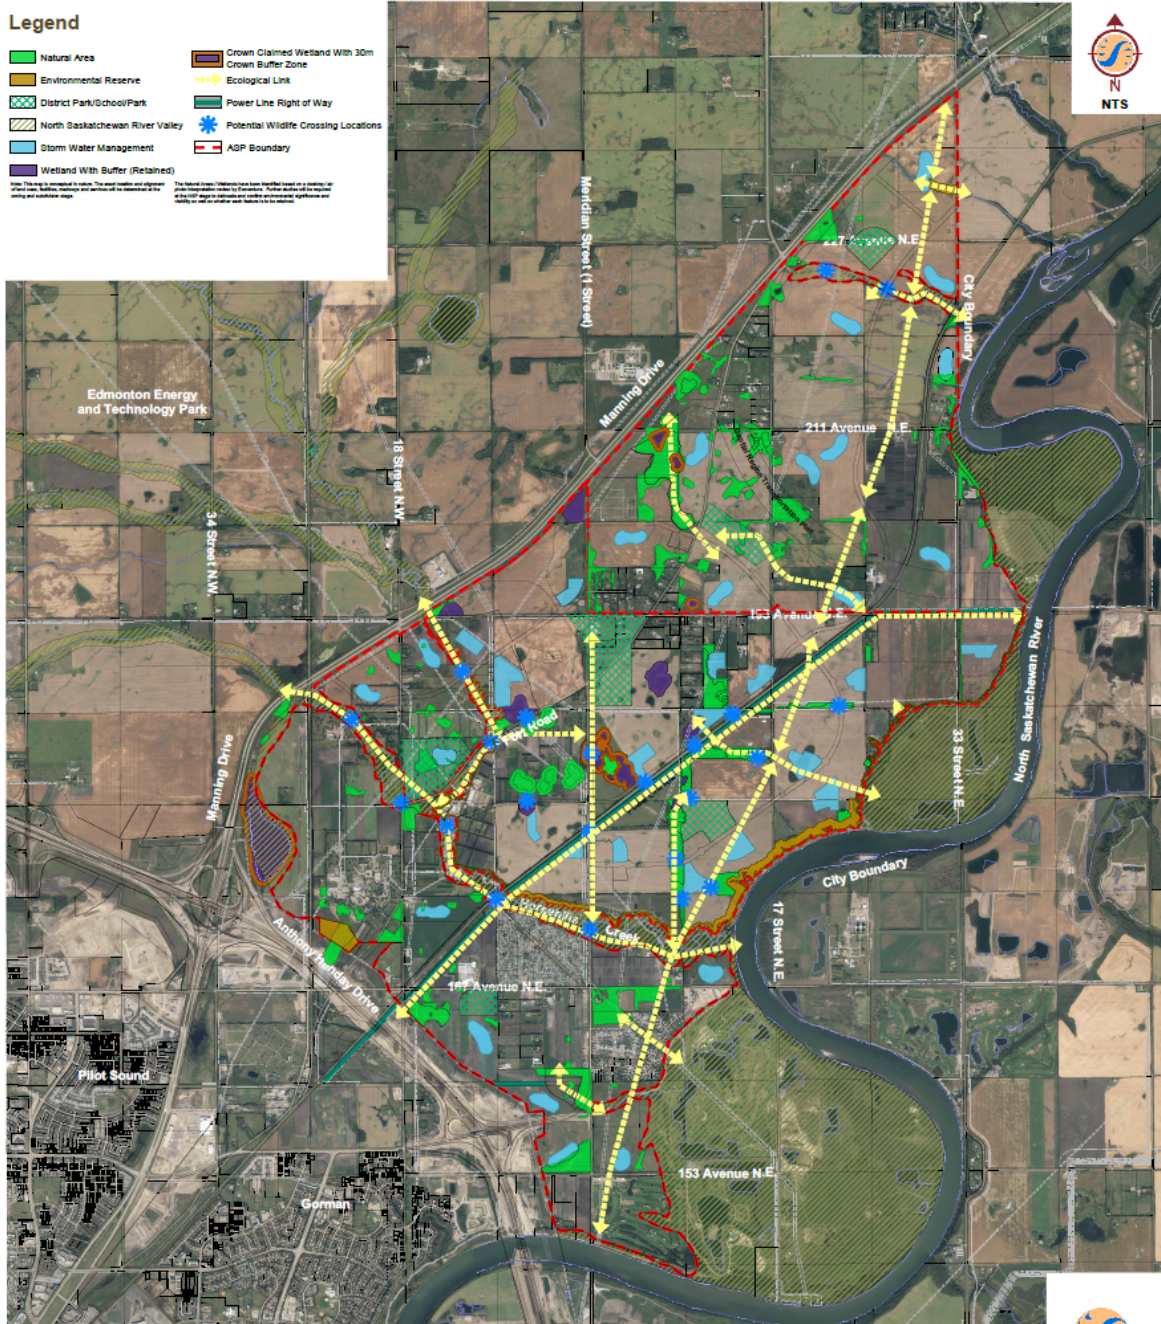 Legend
Natural Area
Environmental Reserve
District Park/School/Park
North Saskatchewan River Valley
Storm Water Management
Wetland With Buffer (Retained)
Crown Claimed Wetland With 30m
Crown Buffer Zone
Ecological Link
Power Line Right of Way
Potential Wildlife Crossing Locations
ASP Boundary
N
NTS
Meridian Street (1 Street)
227 Avenue N.E.
City Boundary
Manning Drive
Edmonton Energy
and Technology Park
211 Avenue N.E.
18 Street N.W.
34 Street N.W.
195 Avenue N.E.
North Saskatchewan River
Fort Road
33 Street N.E.
Manning Drive
City Boundary
Creek
17 Street N.E.
Anthony Henday Drive
167 Avenue N.E.
Pilot Sound
153 Avenue N.E.
Gorman